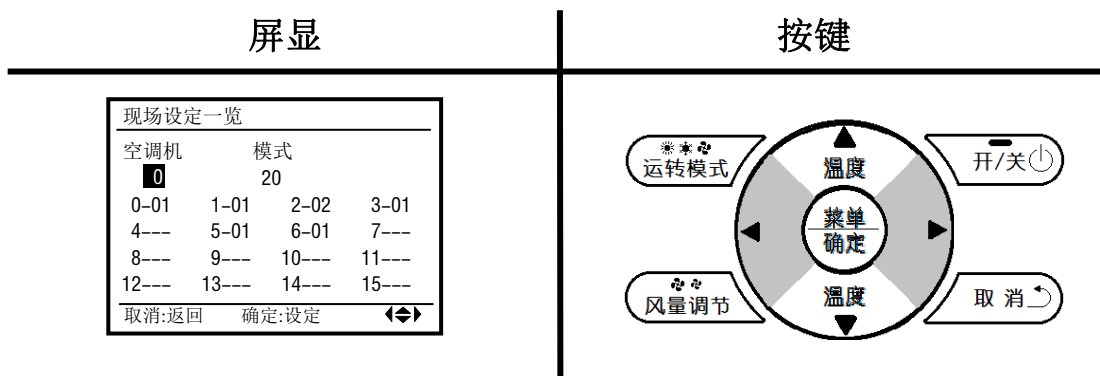 屏显
按键
现场设定一览
空调机 模式
0 20
0–01 1–01 2–02 3–01
4––– 5–01 6–01 7–––
8––– 9––– 10––– 11–––
12––– 13––– 14––– 15–––
取消:返回 确定:设定
运转模式
温度
开/关
菜单
确定
风量调节
温度
取消